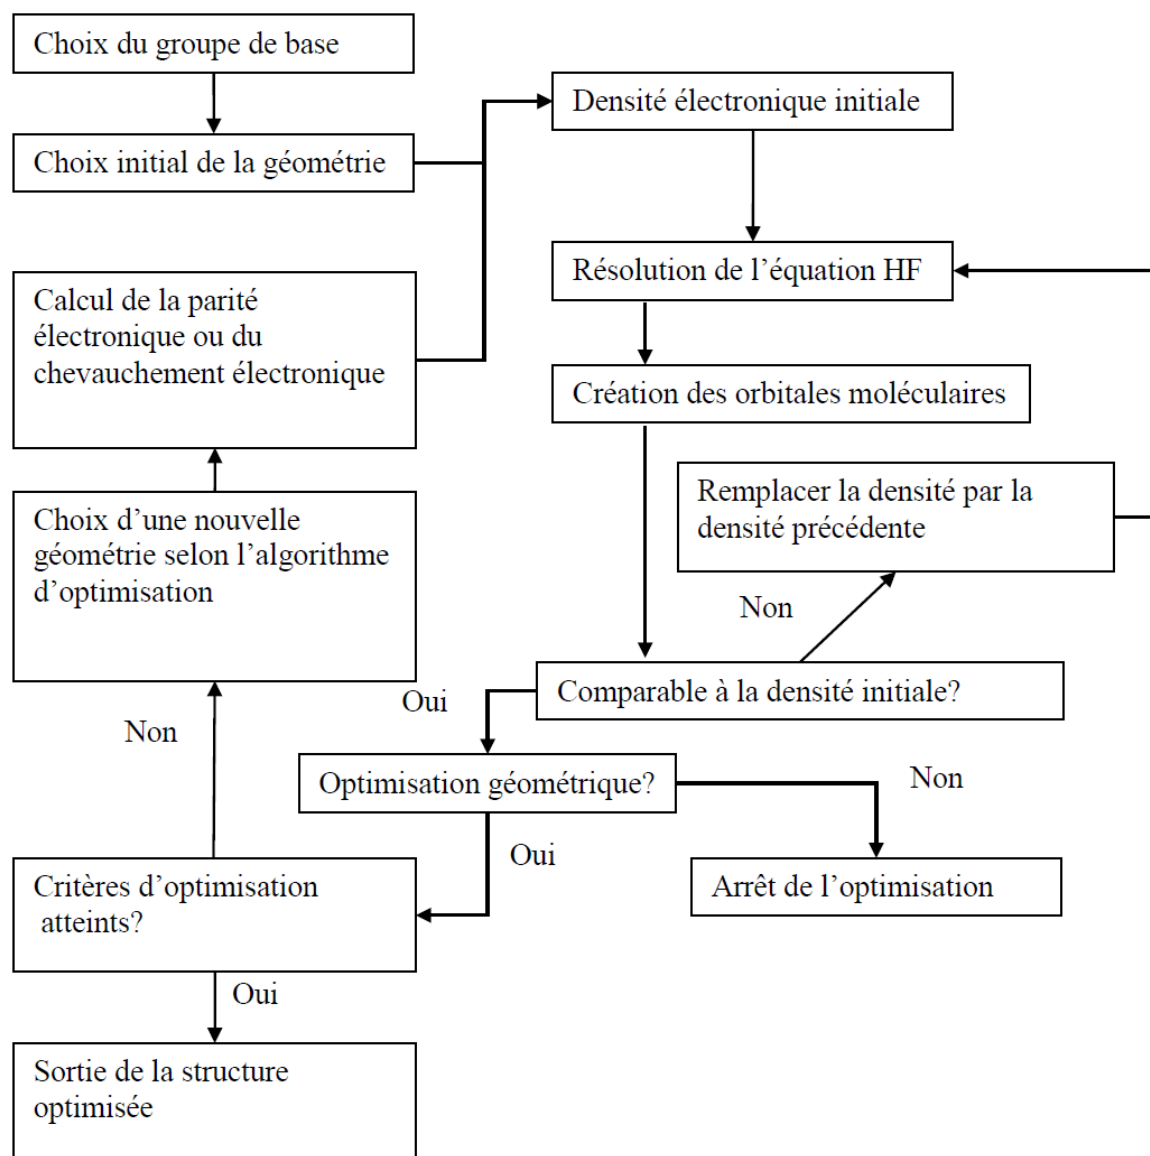 Choix du groupe de base
Choix initial de la géométrie
Densité électronique initiale
Résolution de l’équation HF
Calcul de la parité
électronique ou du
chevauchement électronique
Création des orbitales moléculaires
Remplacer la densité par la
densité précédente
Choix d’une nouvelle
géométrie selon l’algorithme
d’optimisation
Non
Comparable à la densité initiale?
Oui
Non
Optimisation géométrique?
Non
Oui
Critères d’optimisation
atteints?
Arrêt de l’optimisation
Oui
Sortie de la structure
optimisée